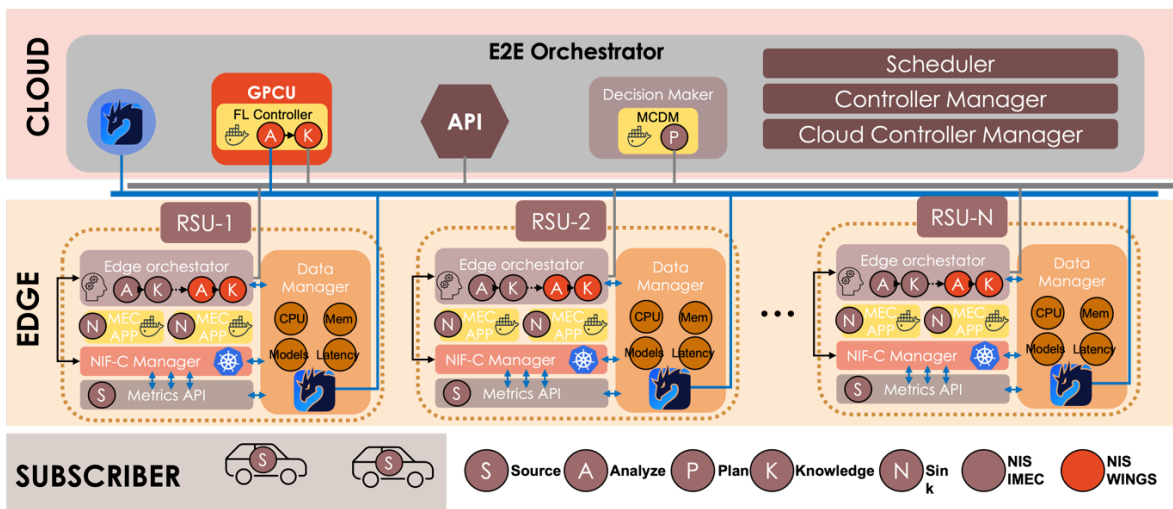 CLOUD
E2E Orchestrator
GPCU
FL Controller
A
K
API
Decision Maker
MCDM
P
Scheduler
Controller Manager
Cloud Controller Manager
EDGE
RSU-1
Edge orchestrator
A
K
A
K
Data
Manager
CPU
Mem
N
MEC
APP
N
MEC
APP
Models
Latency
NIF-C Manager
S
Metrics API
RSU-2
Edge orchestrator
A
K
A
K
Data
Manager
CPU
Mem
N
MEC
APP
N
MEC
APP
Models
Latency
NIF-C Manager
S
Metrics API
RSU-N
Edge orchestrator
A
K
A
K
Data
Manager
CPU
Mem
N
MEC
APP
N
MEC
APP
Models
Latency
NIF-C Manager
S
Metrics API
SUBSCRIBER
S
S
S
Source
A
Analyze
P
Plan
K
Knowledge
N
Sin
k
NIS
IMEC
NIS
WINGS